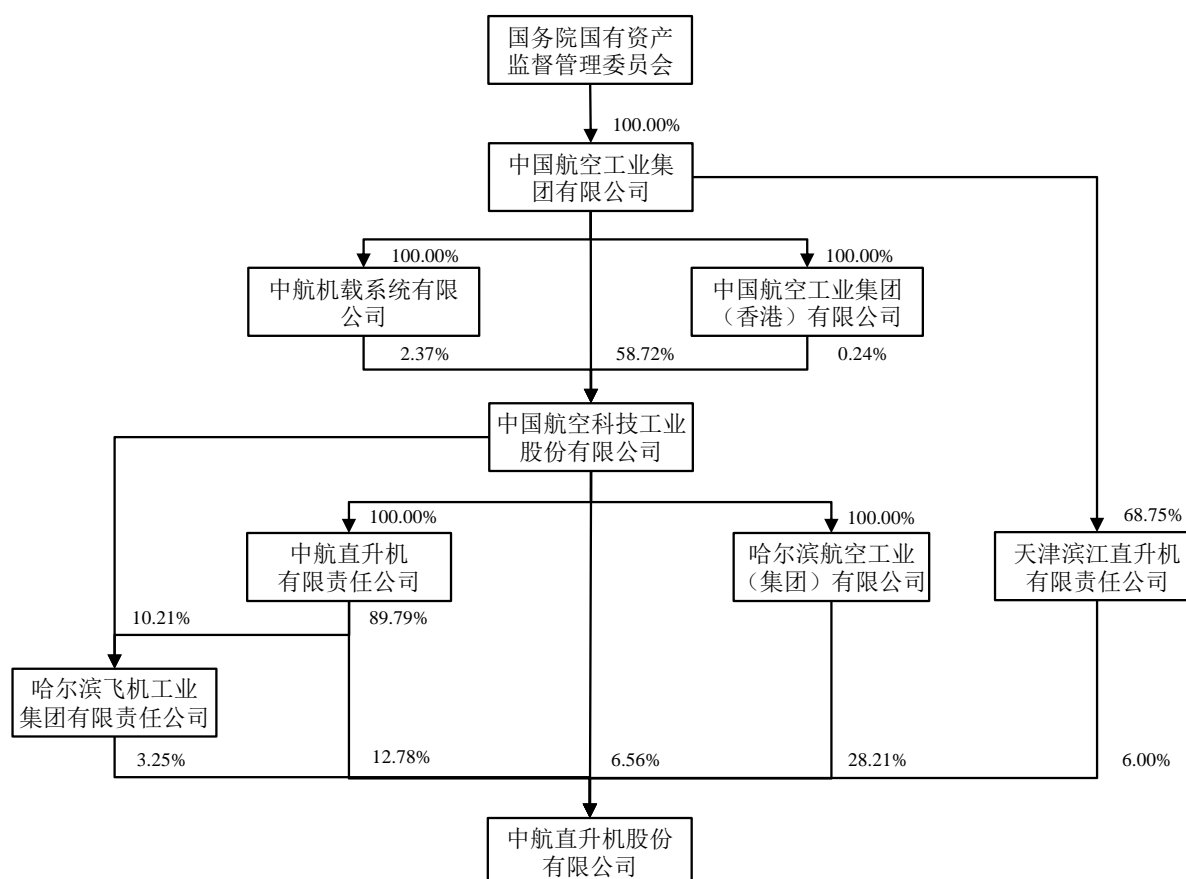 国务院国有资产
监督管理委员会
100.00%
中国航空工业集
团有限公司
100.00%
100.00%
中航机载系统有限
公司
中国航空工业集团
（香港）有限公司
2.37%
58.72%
0.24%
中国航空科技工业
股份有限公司
100.00%
100.00%
68.75%
中航直升机
有限责任公司
哈尔滨航空工业
（集团）有限公司
天津滨江直升机
有限责任公司
10.21%
89.79%
哈尔滨飞机工业
集团有限责任公司
3.25%
12.78%
6.56%
28.21%
6.00%
中航直升机股份
有限公司